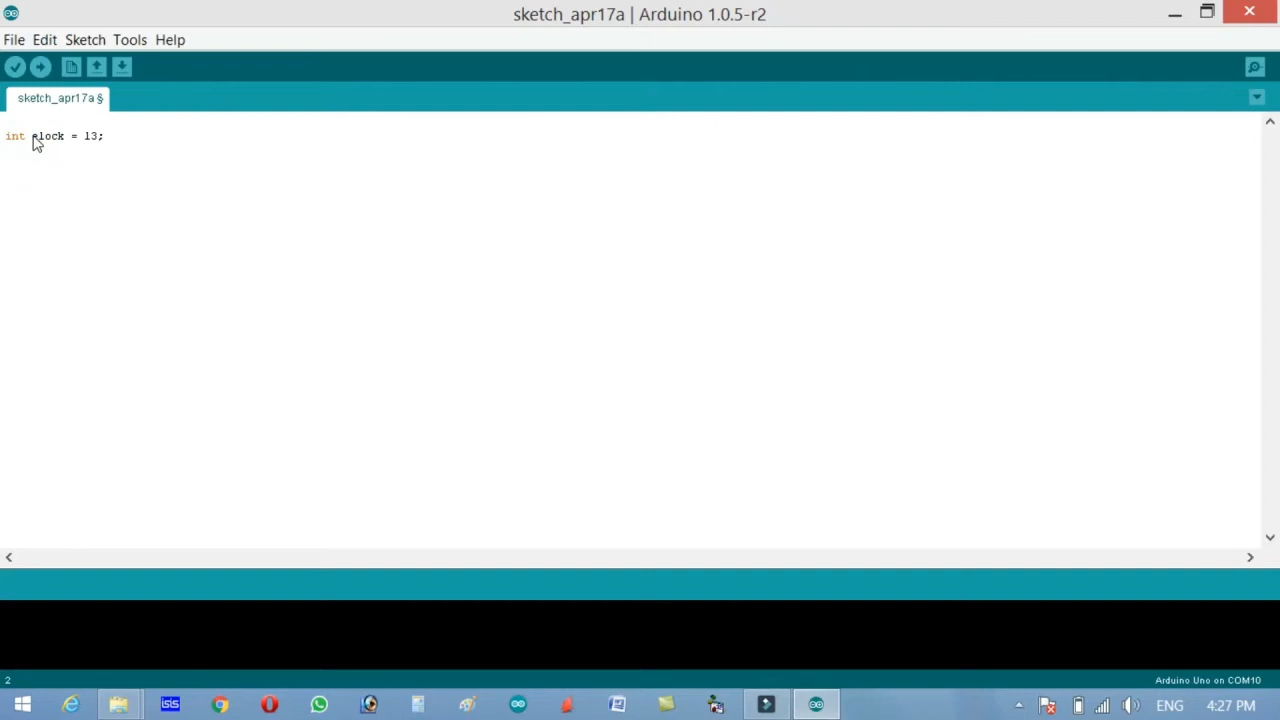 sketch_apr17a | Arduino 1.0.5-r2
File Edit Sketch Tools Help
sketch_apr17a §
int clock = 13;
2
Arduino Uno on COM10
ISIS
ENG
4:27 PM